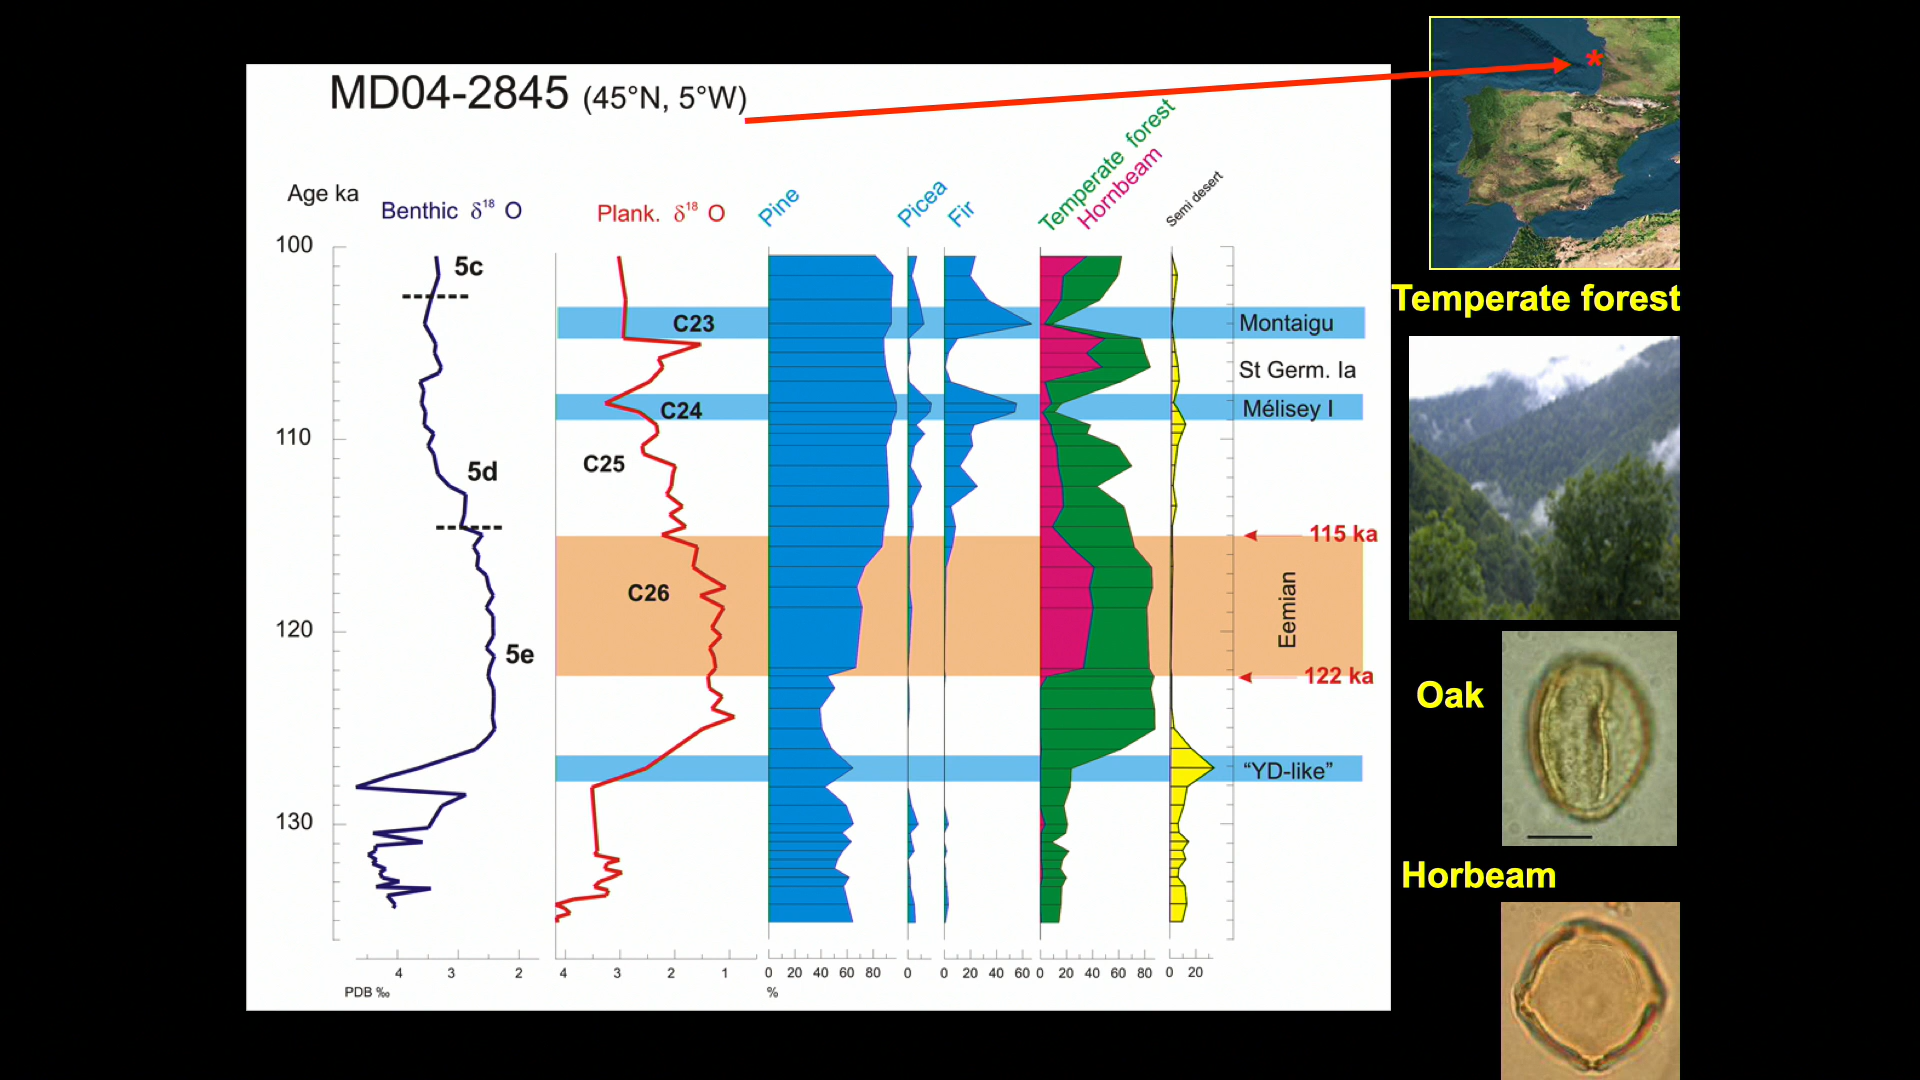 MD04-2845 (45°N, 5°W)
Age ka
Benthic δ18 O
Plank. δ18 O
Pine
Picea
Fir
Temperate forest
Hornbeam
Semi desert
100
110
120
130
5c
5d
5e
C23
C24
C25
C26
Montaigu
St Germ. Ia
Mélisey I
115 ka
Eemian
122 ka
“YD-like”
4 3 2
PDB ‰
4 3 2 1
0 20 40 60 80
%
0
0 20 40 60
0 20 40 60 80
0 20
*
Temperate forest
Oak
Horbeam